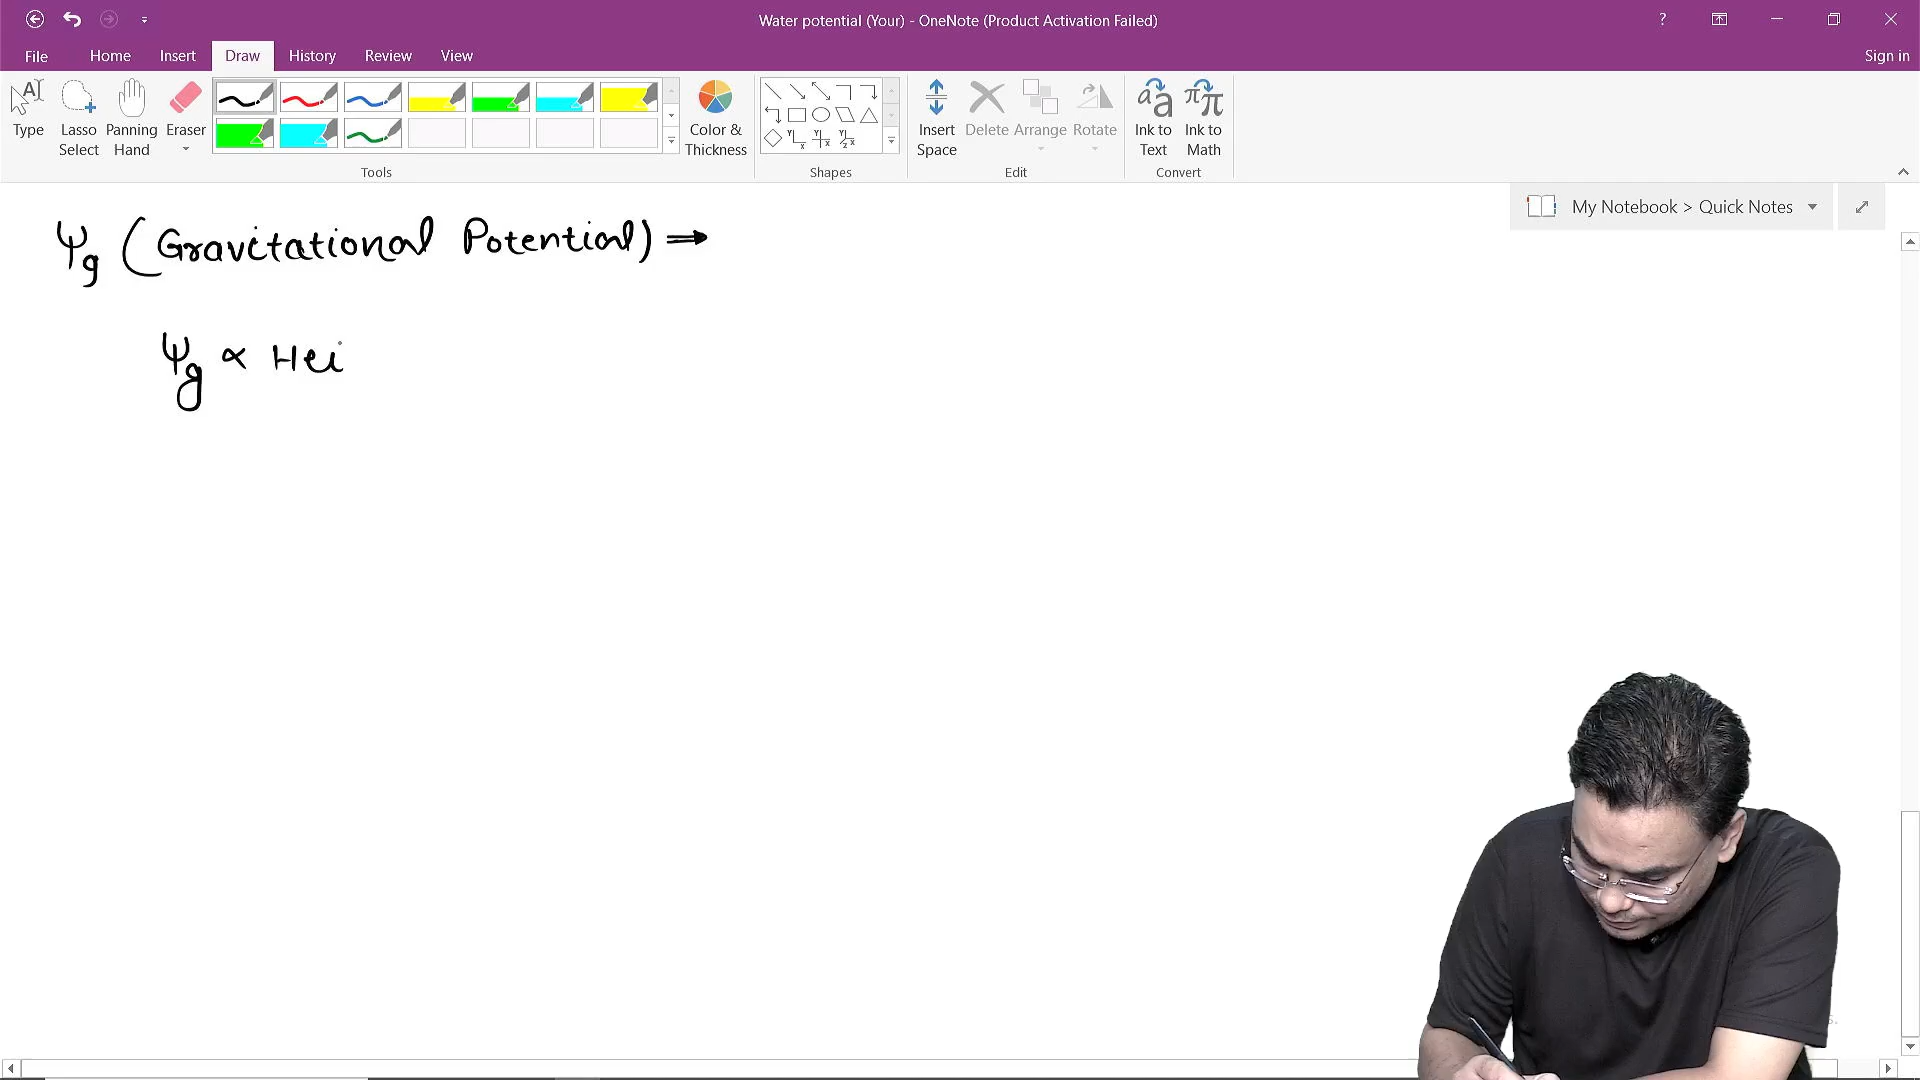 Water potential (Your) - OneNote (Product Activation Failed)
?
File Home Insert Draw History Review View
Sign in
Type
Lasso Select
Panning Hand
Eraser
Color & Thickness
Insert Space
Delete
Arrange
Rotate
Ink to Text
Ink to Math
Tools
Shapes
Edit
Convert
My Notebook > Quick Notes
Ψg (Gravitational Potential) ⇒
Ψg ∝ Hei